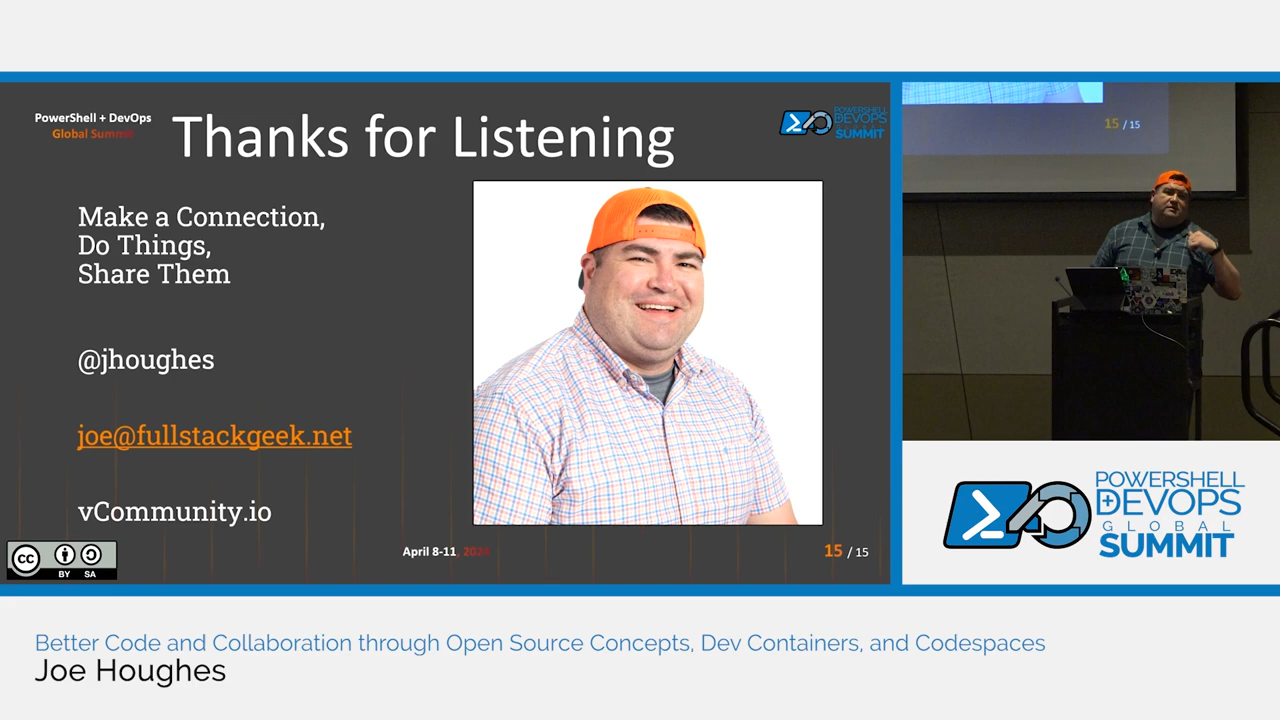 PowerShell + DevOps
Global Summit
Thanks for Listening
POWERSHELL
DEVOPS
SUMMIT
Make a Connection,
Do Things,
Share Them
@jhoughes
joe@fullstackgeek.net
vCommunity.io
CC BY SA
April 8-11, 2024
15 / 15
15 / 15
POWERSHELL
+DEVOPS
GLOBAL
SUMMIT
Better Code and Collaboration through Open Source Concepts, Dev Containers, and Codespaces
Joe Houghes